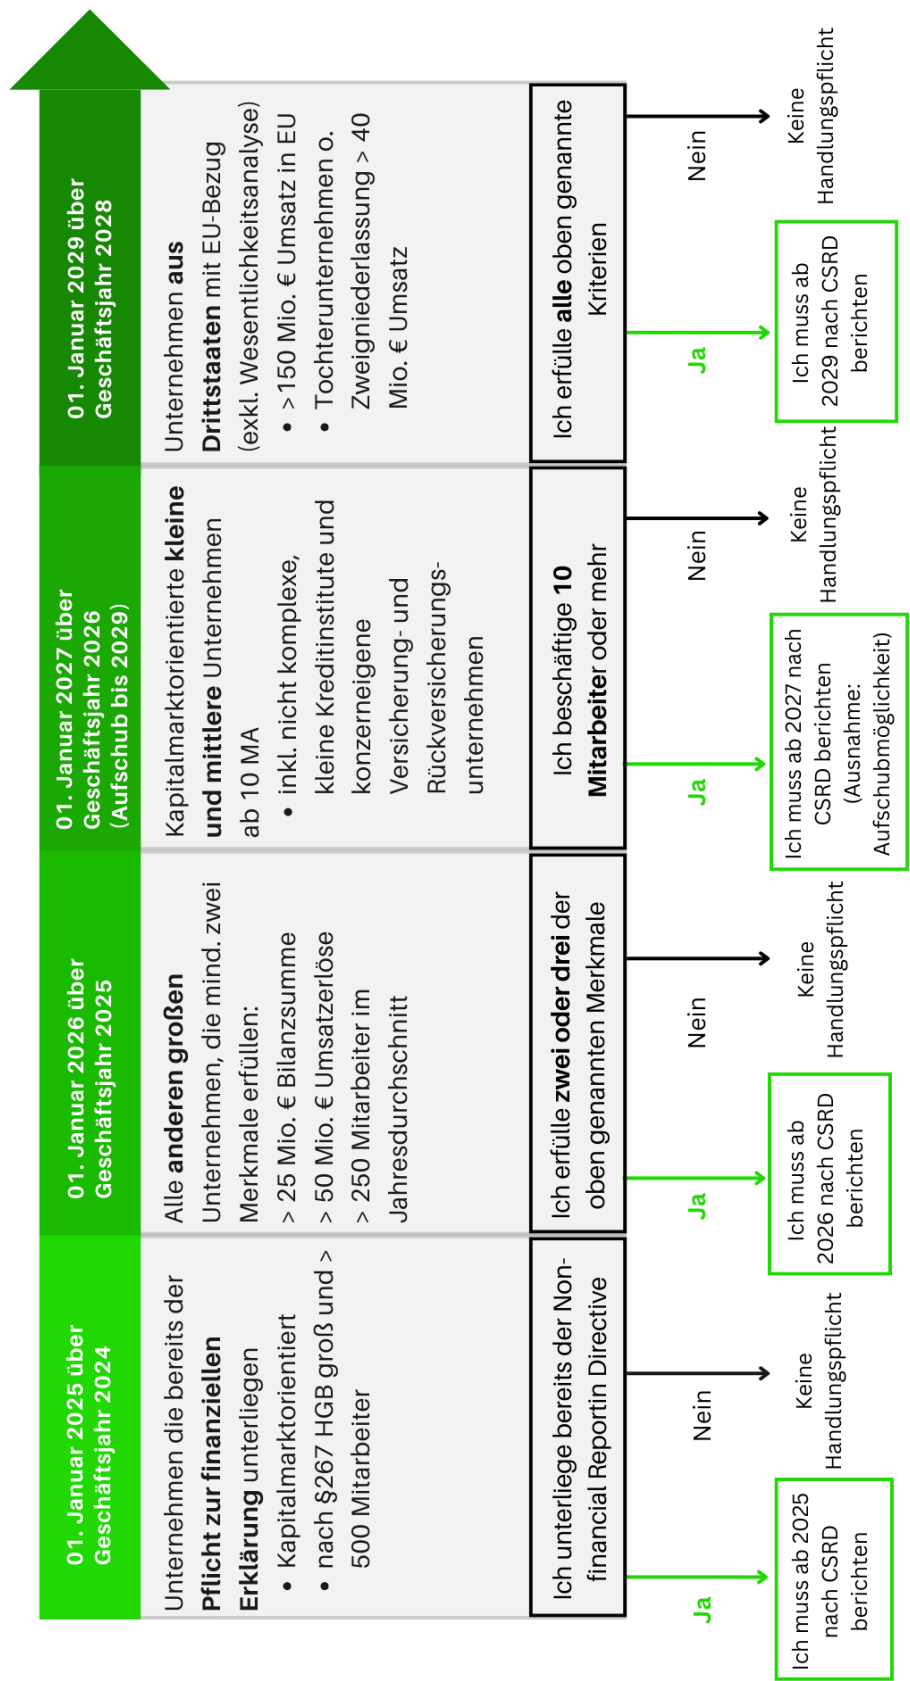 01. Januar 2025 über
Geschäftsjahr 2024
Unternehmen die bereits der
Pflicht zur finanziellen
Erklärung unterliegen
• Kapitalmarktorientiert
• nach §267 HGB groß und >
500 Mitarbeiter
Ich unterliege bereits der Non-
financial Reportin Directive
Ja
Nein
Ich muss ab 2025
nach CSRD
berichten
Keine
Handlungspflicht
01. Januar 2026 über
Geschäftsjahr 2025
Alle anderen großen
Unternehmen, die mind. zwei
Merkmale erfüllen:
> 25 Mio. € Bilanzsumme
> 50 Mio. € Umsatzerlöse
> 250 Mitarbeiter im
Jahresdurchschnitt
Ich erfülle zwei oder drei der
oben genannten Merkmale
Ja
Nein
Ich muss ab
2026 nach CSRD
berichten
Keine
Handlungspflicht
01. Januar 2027 über
Geschäftsjahr 2026
(Aufschub bis 2029)
Kapitalmarktorientierte kleine
und mittlere Unternehmen
ab 10 MA
• inkl. nicht komplexe,
kleine Kreditinstitute und
konzerneigene
Versicherung- und
Rückversicherungs-
unternehmen
Ich beschäftige 10
Mitarbeiter oder mehr
Ja
Nein
Ich muss ab 2027 nach
CSRD berichten
(Ausnahme:
Aufschubmöglichkeit)
Keine
Handlungspflicht
01. Januar 2029 über
Geschäftsjahr 2028
Unternehmen aus
Drittstaaten mit EU-Bezug
(exkl. Wesentlichkeitsanalyse)
• > 150 Mio. € Umsatz in EU
• Tochterunternehmen o.
Zweigniederlassung > 40
Mio. € Umsatz
Ich erfülle alle oben genannte
Kriterien
Ja
Nein
Ich muss ab
2029 nach CSRD
berichten
Keine
Handlungspflicht